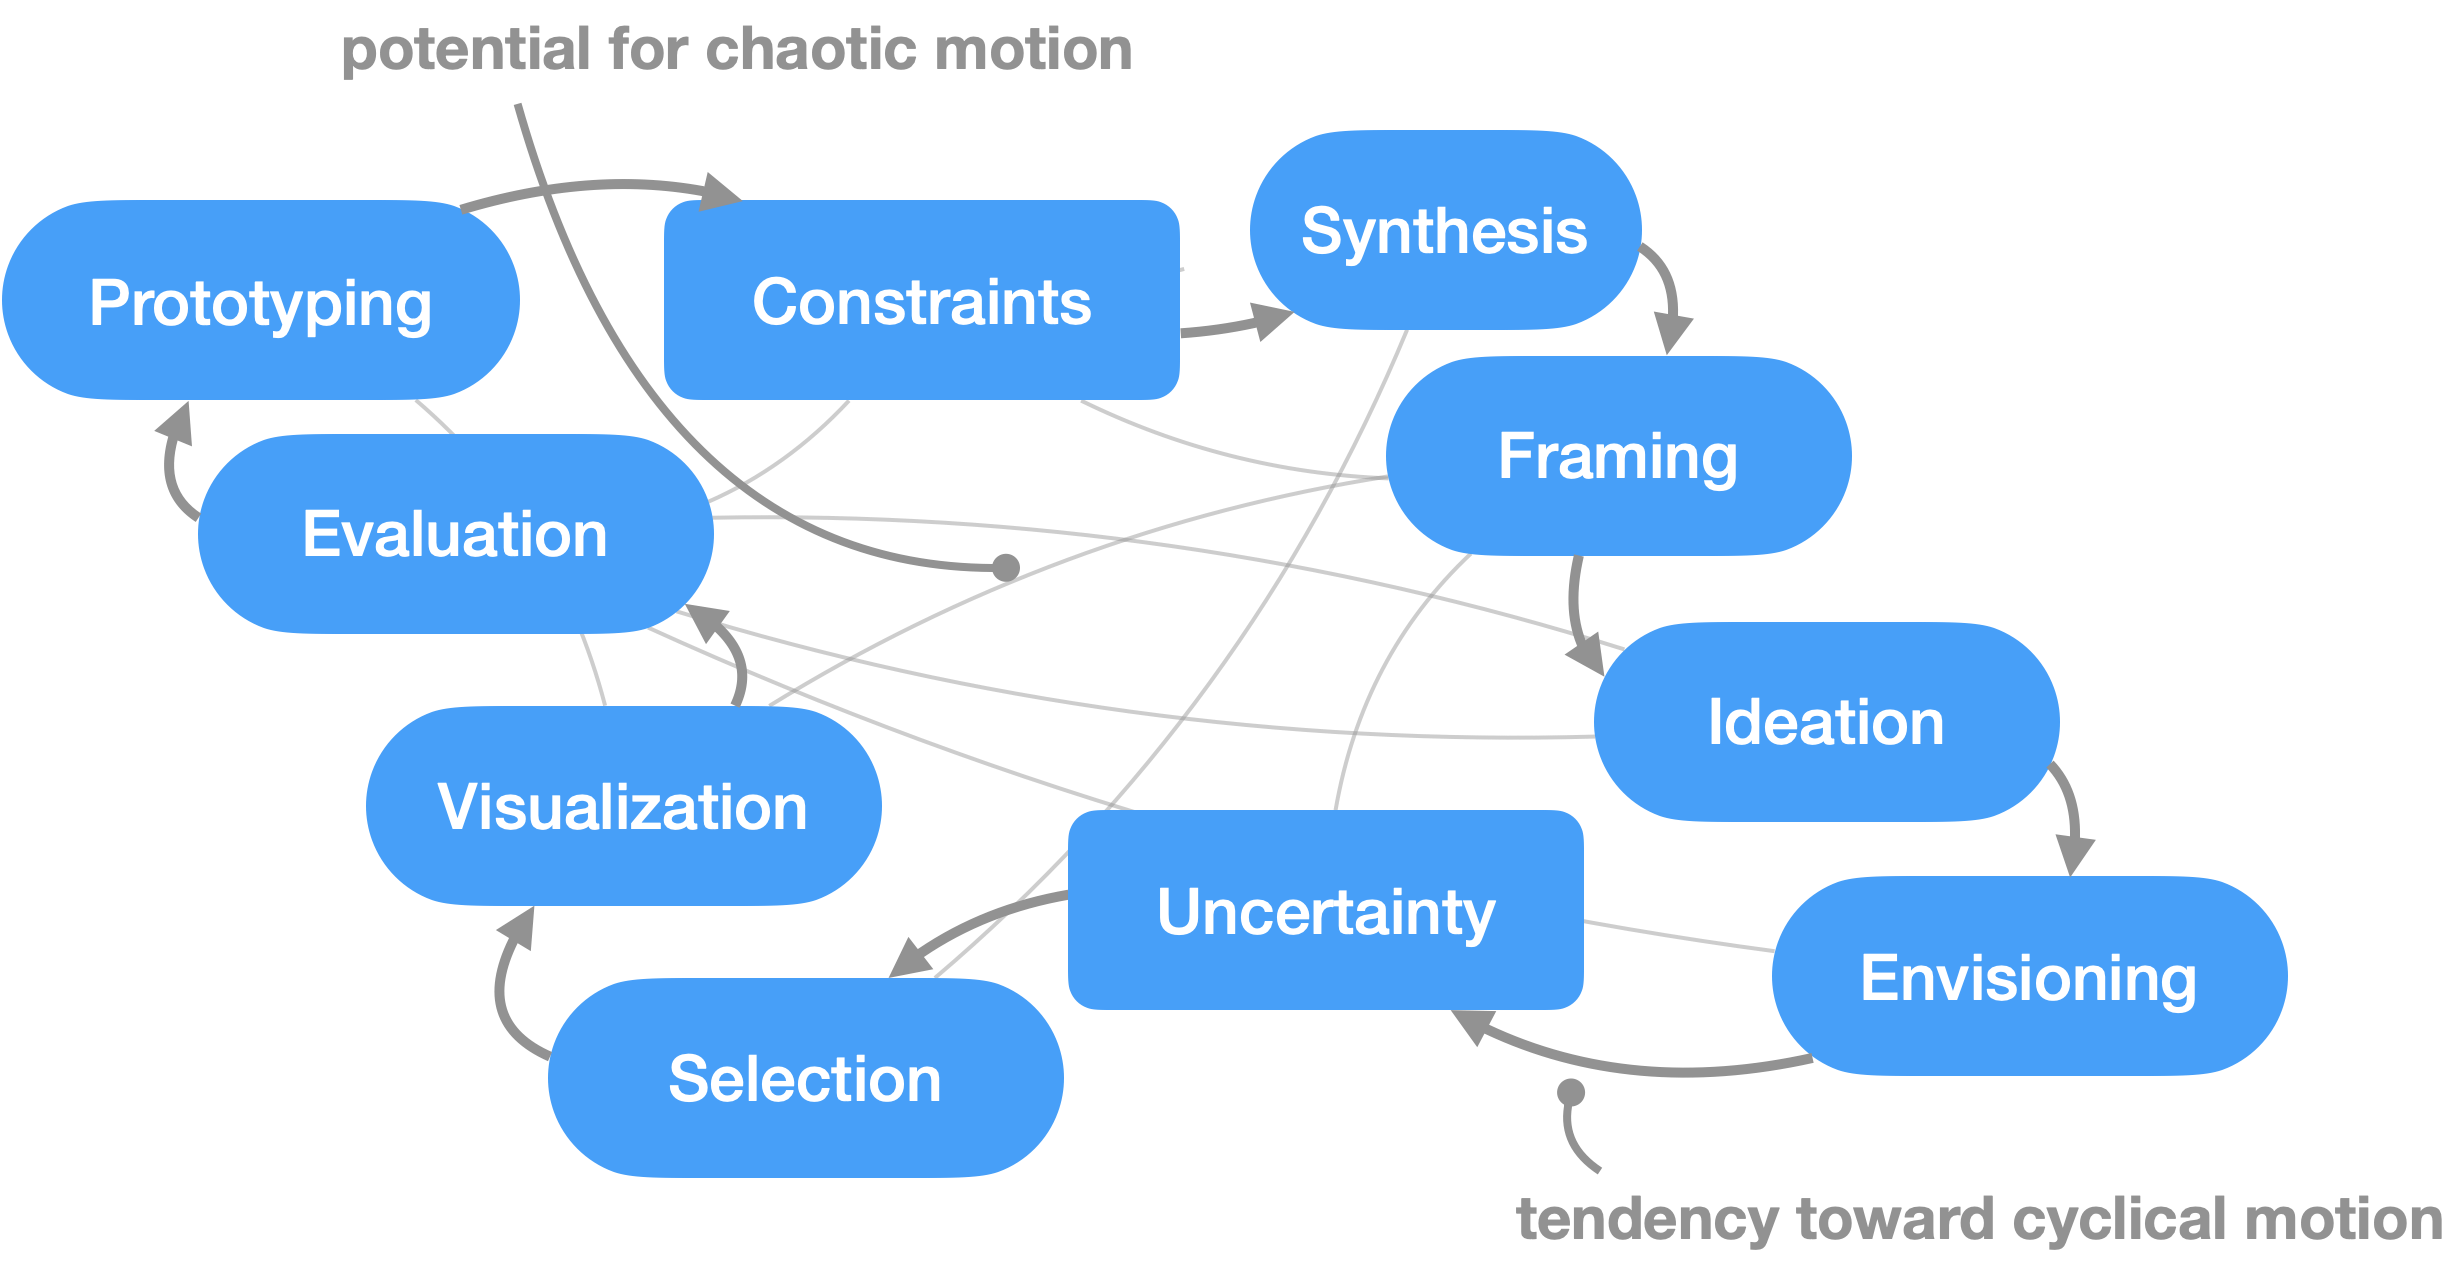 potential for chaotic motion
Synthesis
Prototyping
Constraints
Framing
Evaluation
Ideation
Visualization
Uncertainty
Envisioning
Selection
tendency toward cyclical motion